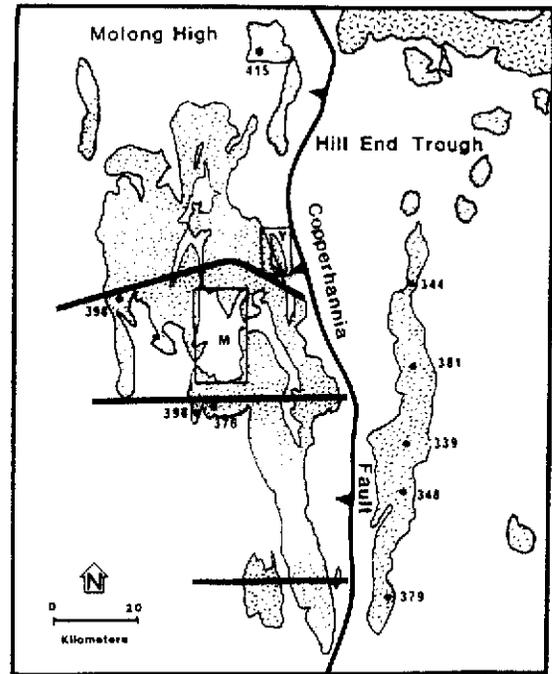 Molong High
415
Hill End Trough
Y
Copperhannia
344
398
M
381
398
376
339
Fault
348
N
0 20
Kilometers
379